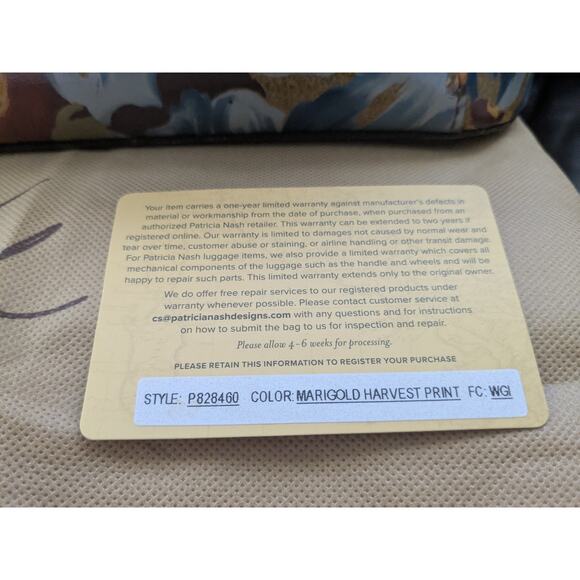 Your item carries a one-year limited warranty against manufacturer's defects in
material or workmanship from the date of purchase, when purchased from an
authorized Patricia Nash retailer. This warranty can be extended to two years if
registered online. Our warranty is limited to damages not caused by normal wear and
tear over time, customer abuse or staining, or airline handling or other transit damage.
For Patricia Nash luggage items, we also provide a limited warranty which covers all
mechanical components of the luggage such as the handle and wheels and will be
happy to repair such parts. This limited warranty extends only to the original owner.
We do offer free repair services to our registered products under
warranty whenever possible. Please contact customer service at
cs@patricianashdesigns.com with any questions and for instructions
on how to submit the bag to us for inspection and repair.
Please allow 4–6 weeks for processing.
PLEASE RETAIN THIS INFORMATION TO REGISTER YOUR PURCHASE
STYLE: P828460 COLOR: MARIGOLD HARVEST PRINT FC: WGI